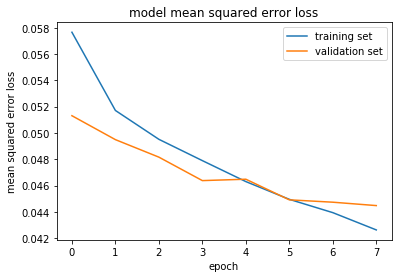 model mean squared error loss
training set
validation set
mean squared error loss
0.058
0.056
0.054
0.052
0.050
0.048
0.046
0.044
0.042
0 1 2 3 4 5 6 7
epoch